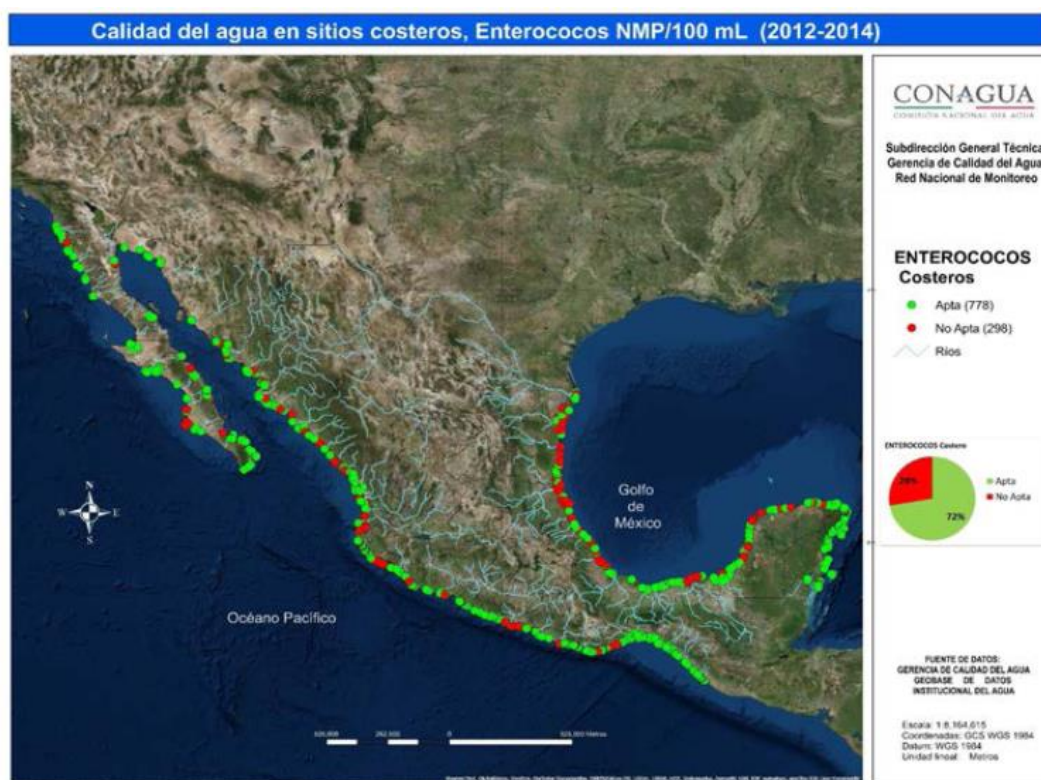 Calidad del agua en sitios costeros, Enterococos NMP/100 mL (2012-2014)
CONAGUA
COMISIÓN NACIONAL DEL AGUA
Subdirección General Técnica
Gerencia de Calidad del Agua
Red Nacional de Monitoreo
ENTEROCOCOS
Costeros
Apta (778)
No Apta (298)
Ríos
ENTEROCOCOS Costero
28%
72%
Apta
No Apta
N
W
E
S
Golfo
de
México
Océano Pacífico
FUENTE DE DATOS:
GERENCIA DE CALIDAD DEL AGUA
GEOBASE DE DATOS
INSTITUCIONAL DEL AGUA
Escala: 1:8,164,615
Coordenadas: GCS WGS 1984
Datum: WGS 1984
Unidad lineal: Metros
0
Metros